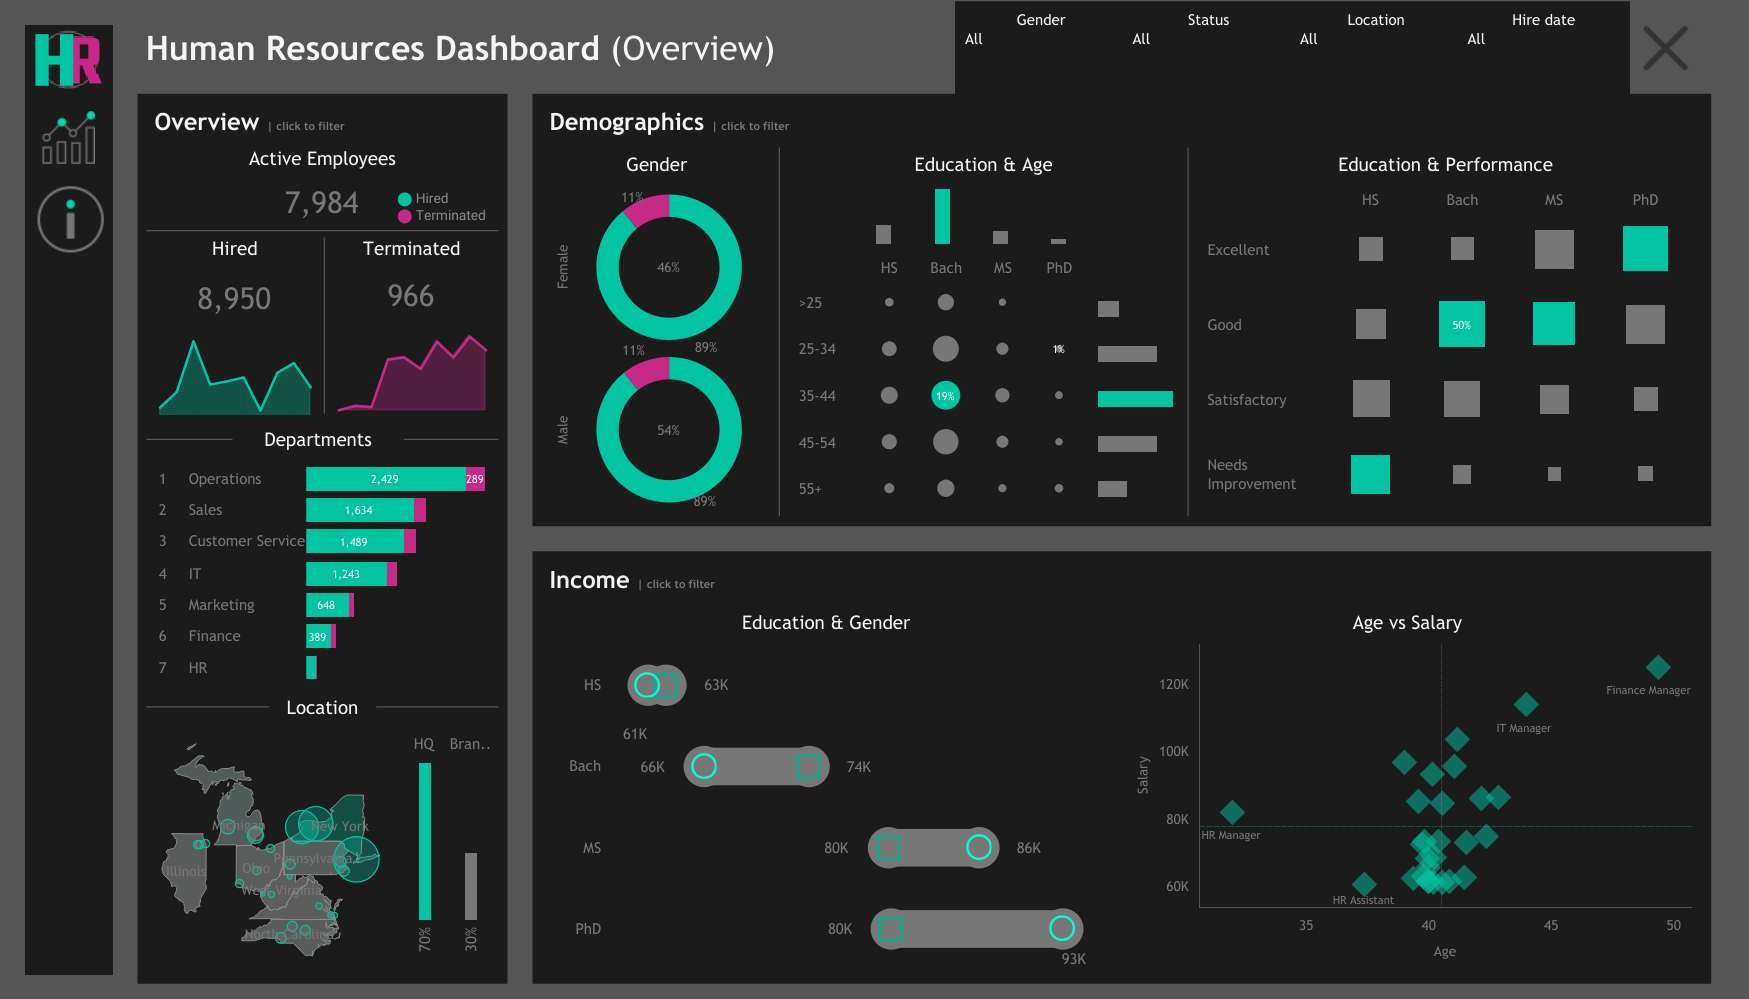 HR
Human Resources Dashboard (Overview)
Gender
Status
Location
Hire date
All
All
All
All
Overview | click to filter
Active Employees
7,984
Hired
Terminated
Hired
Terminated
8,950
966
Departments
1 Operations 2,429 289
2 Sales 1,634
3 Customer Service 1,489
4 IT 1,243
5 Marketing 648
6 Finance 389
7 HR
Location
HQ Bran..
Michigan
New York
Pennsylvania
Illinois
Ohio
West Virginia
North Carolina
70%
30%
Demographics | click to filter
Gender
Female
11%
46%
89%
Male
11%
54%
89%
Education & Age
HS Bach MS PhD
>25
25-34 1%
35-44 19%
45-54
55+
Education & Performance
HS Bach MS PhD
Excellent
Good 50%
Satisfactory
Needs
Improvement
Income | click to filter
Education & Gender
HS 63K
61K
Bach 66K 74K
MS 80K 86K
PhD 80K
93K
Age vs Salary
Salary
120K
100K
80K
60K
Finance Manager
IT Manager
HR Manager
HR Assistant
35 40 45 50
Age